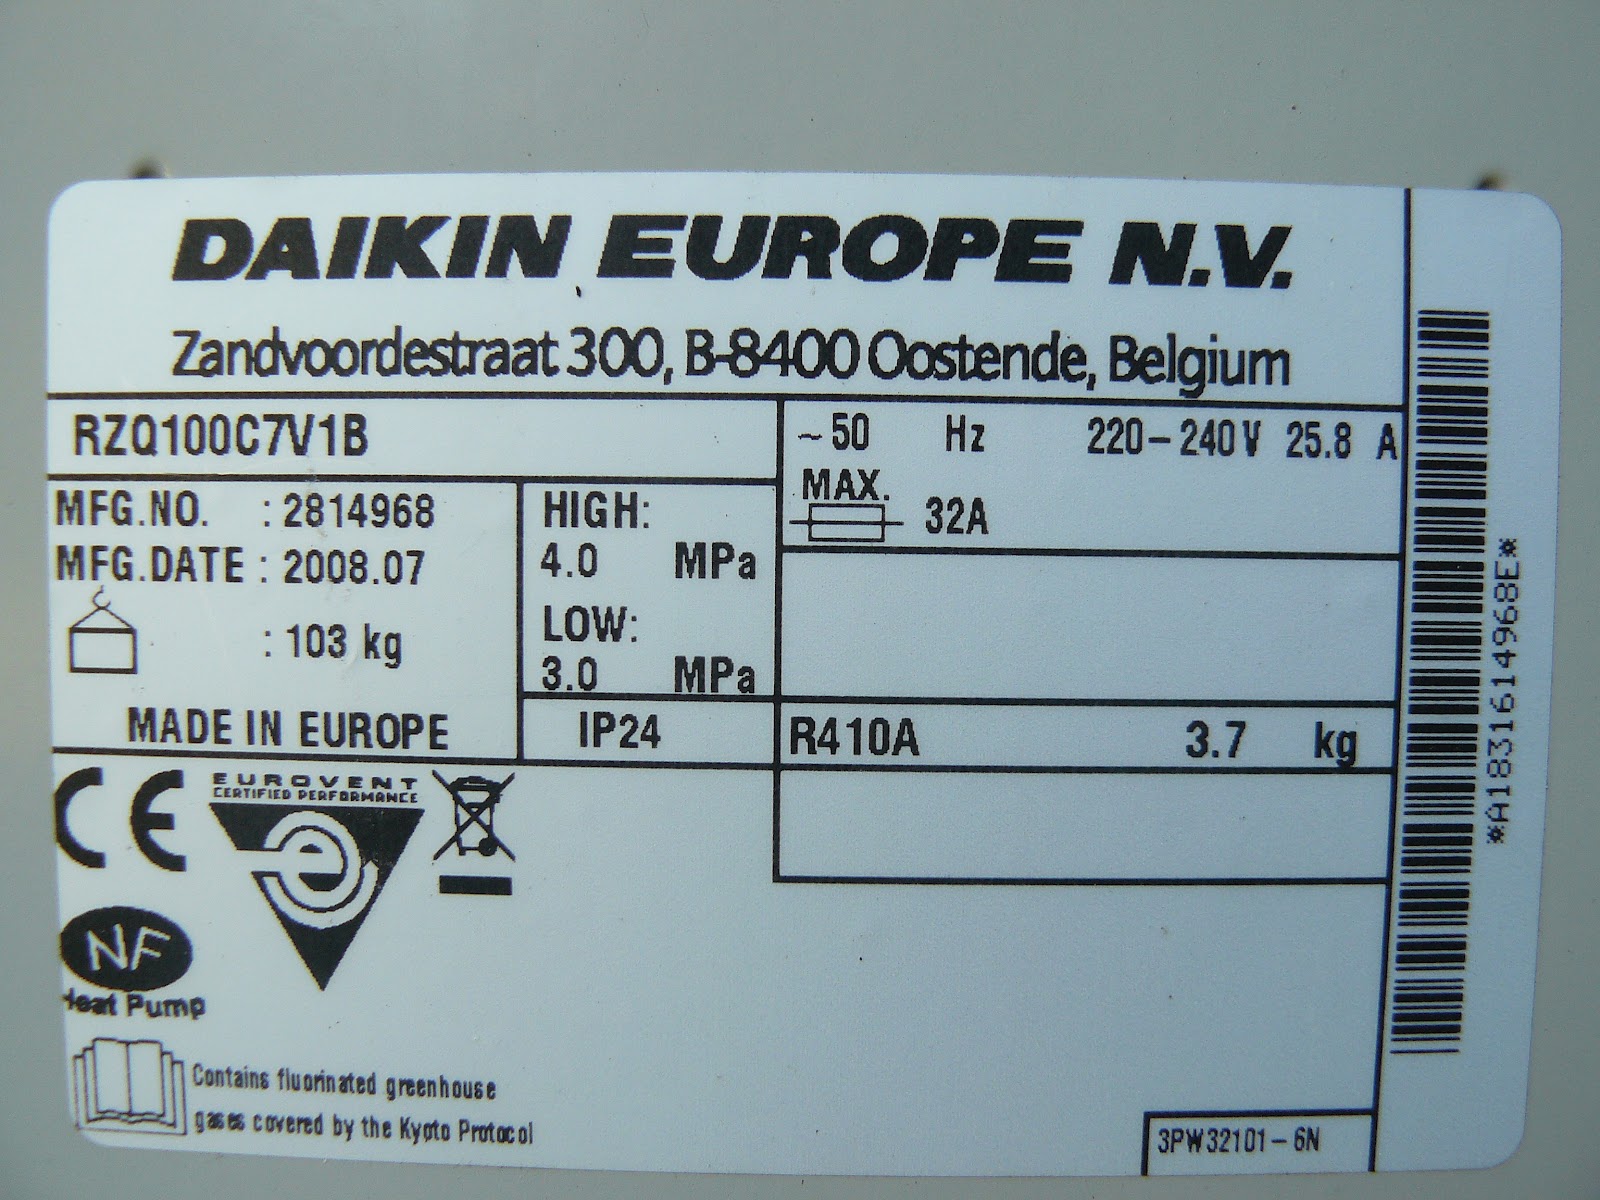 DAIKIN EUROPE N.V.
Zandvoordestraat 300, B-8400 Oostende, Belgium
RZQ100C7V1B
~50 Hz 220-240V 25.8 A
MAX. 32A
MFG.NO. : 2814968
MFG.DATE : 2008.07
: 103 kg
MADE IN EUROPE
HIGH:
4.0 MPa
LOW:
3.0 MPa
IP24
R410A 3.7 kg
CE
EUROVENT
CERTIFIED PERFORMANCE
e
NF
Heat Pump
Contains fluorinated greenhouse
gases covered by the Kyoto Protocol
3PW32101-6N
*A1831614968E*